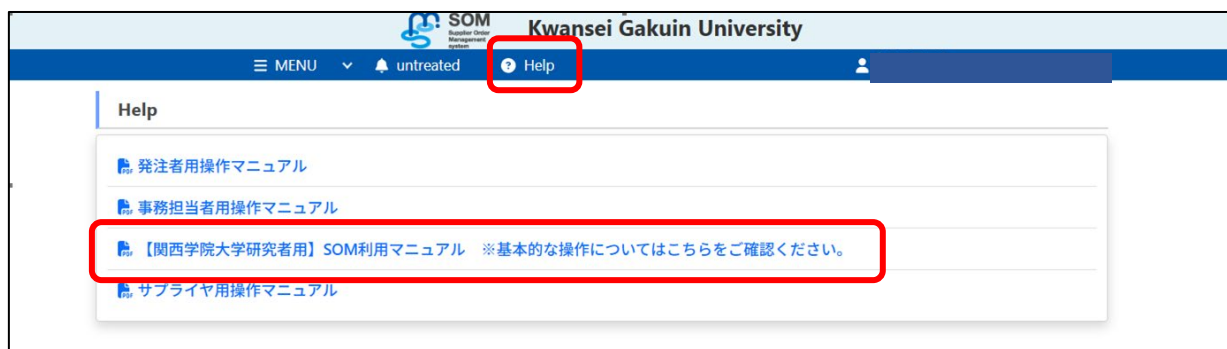 SOM
Supplier Order
Management
system
Kwansei Gakuin University
MENU
untreated
Help
Help
発注者用操作マニュアル
事務担当者用操作マニュアル
【関西学院大学研究者用】SOM利用マニュアル　※基本的な操作についてはこちらをご確認ください。
サプライヤ用操作マニュアル